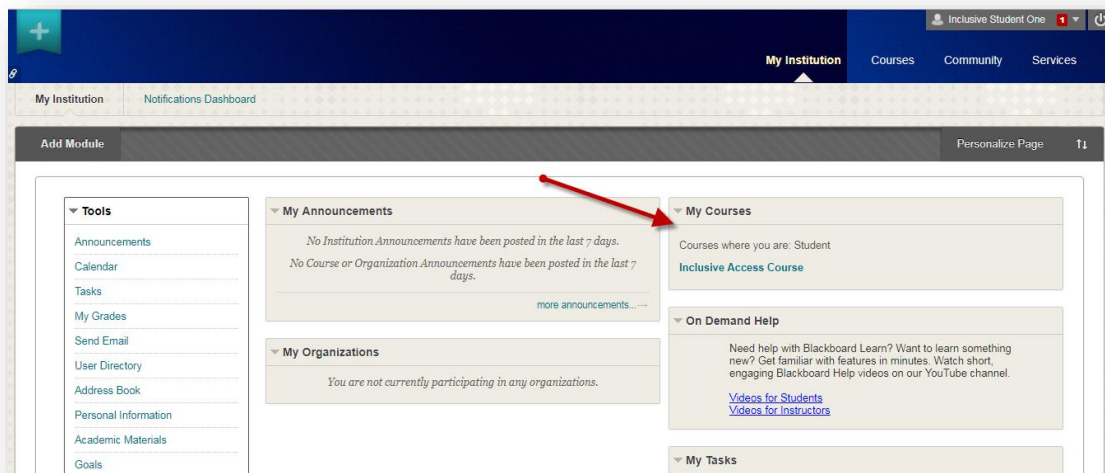 Inclusive Student One 1
My Institution Courses Community Services
My Institution Notifications Dashboard
Add Module Personalize Page
Tools
Announcements
Calendar
Tasks
My Grades
Send Email
User Directory
Address Book
Personal Information
Academic Materials
Goals
My Announcements
No Institution Announcements have been posted in the last 7 days.
No Course or Organization Announcements have been posted in the last 7
days.
more announcements...→
My Organizations
You are not currently participating in any organizations.
My Courses
Courses where you are: Student
Inclusive Access Course
On Demand Help
Need help with Blackboard Learn? Want to learn something
new? Get familiar with features in minutes. Watch short,
engaging Blackboard Help videos on our YouTube channel.
Videos for Students
Videos for Instructors
My Tasks